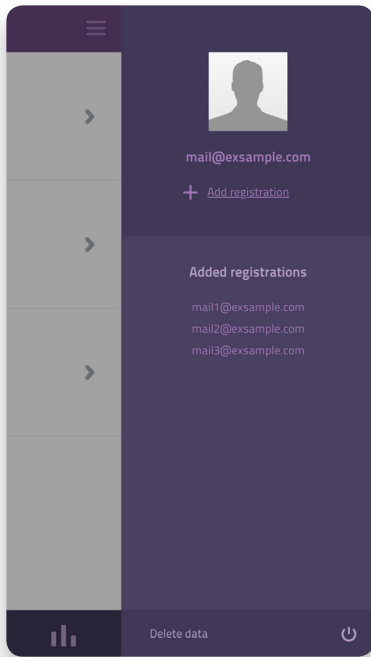 mail@exsample.com
Add registration
Added registrations
mail1@exsample.com
mail2@exsample.com
mail3@exsample.com
Delete data